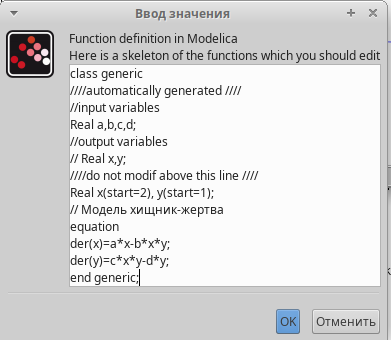 Ввод значения
Function definition in Modelica
Here is a skeleton of the functions which you should edit
class generic
////automatically generated ////
//input variables
Real a,b,c,d;
//output variables
// Real x,y;
////do not modif above this line ////
Real x(start=2), y(start=1);
// Модель хищник-жертва
equation
der(x)=a*x-b*x*y;
der(y)=c*x*y-d*y;
end generic;
OK
Отменить